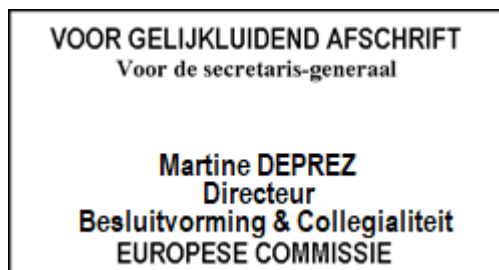 VOOR GELIJKLUIDEND AFSCHRIFT
Voor de secretaris-generaal
Martine DEPREZ
Directeur
Besluitvorming & Collegialiteit
EUROPESE COMMISSIE